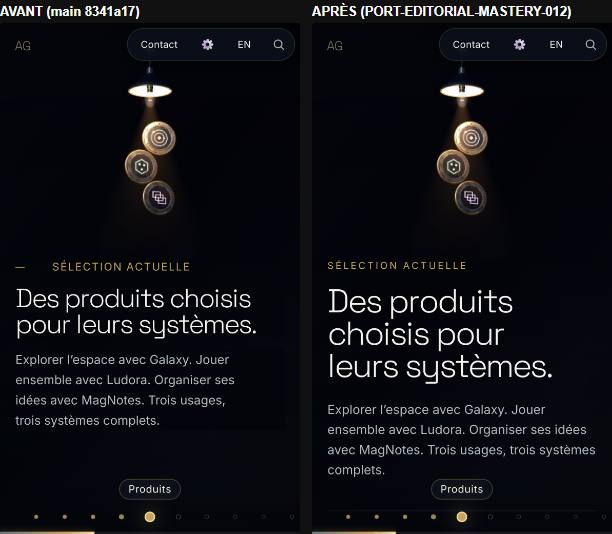 AVANT (main 8341a17)
AG
Contact
EN
SÉLECTION ACTUELLE
Des produits choisis
pour leurs systèmes.
Explorer l’espace avec Galaxy. Jouer
ensemble avec Ludora. Organiser ses
idées avec MagNotes. Trois usages,
trois systèmes complets.
Produits
APRÈS (PORT-EDITORIAL-MASTERY-012)
AG
Contact
EN
SÉLECTION ACTUELLE
Des produits
choisis pour
leurs systèmes.
Explorer l’espace avec Galaxy. Jouer
ensemble avec Ludora. Organiser ses idées
avec MagNotes. Trois usages, trois systèmes
complets.
Produits